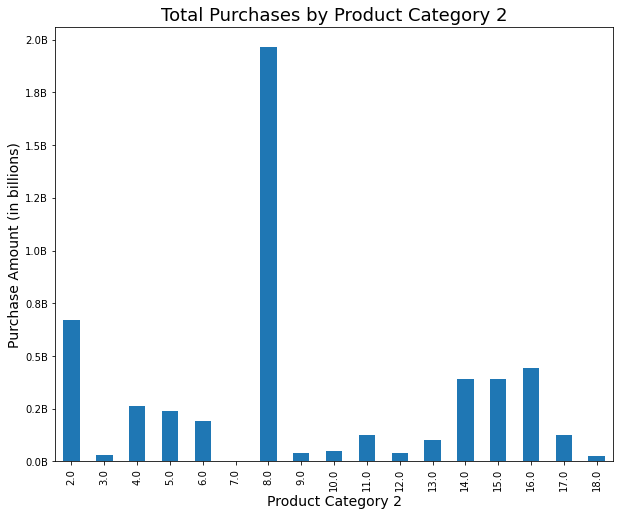 Total Purchases by Product Category 2
Purchase Amount (in billions)
2.0B
1.8B
1.5B
1.2B
1.0B
0.8B
0.5B
0.2B
0.0B
2.0
3.0
4.0
5.0
6.0
7.0
8.0
9.0
10.0
11.0
12.0
13.0
14.0
15.0
16.0
17.0
18.0
Product Category 2